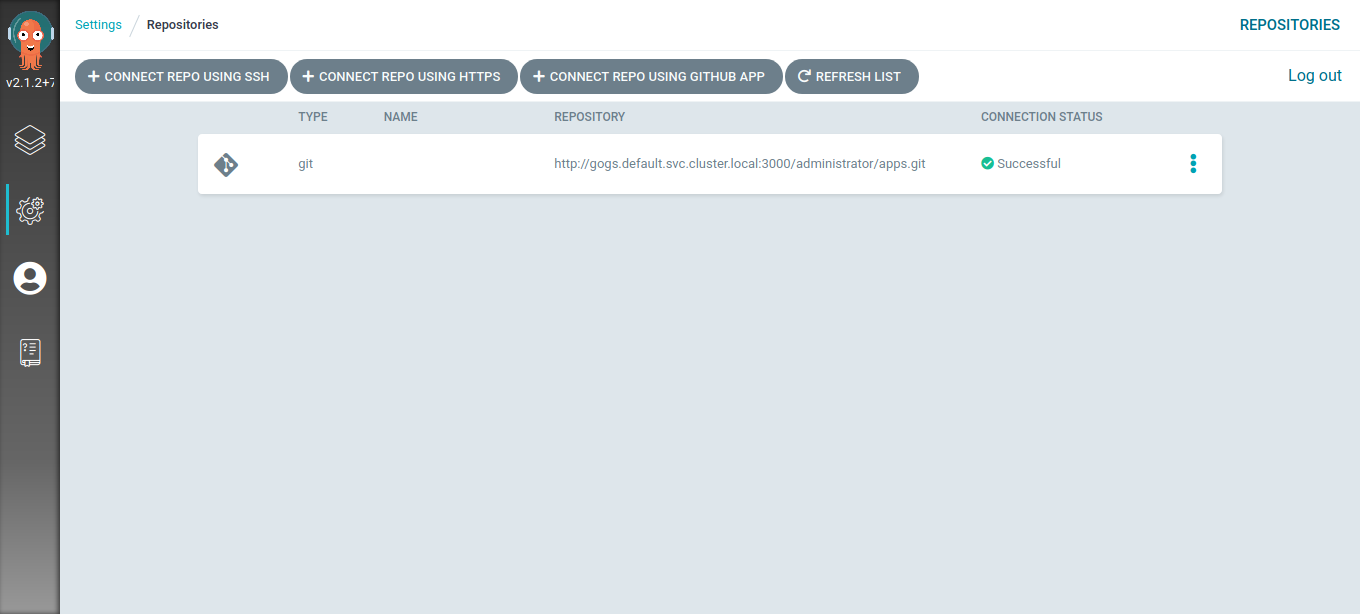 Settings / Repositories
REPOSITORIES
v2.1.2+7
CONNECT REPO USING SSH
CONNECT REPO USING HTTPS
CONNECT REPO USING GITHUB APP
REFRESH LIST
Log out
TYPE NAME REPOSITORY CONNECTION STATUS
git http://gogs.default.svc.cluster.local:3000/administrator/apps.git Successful